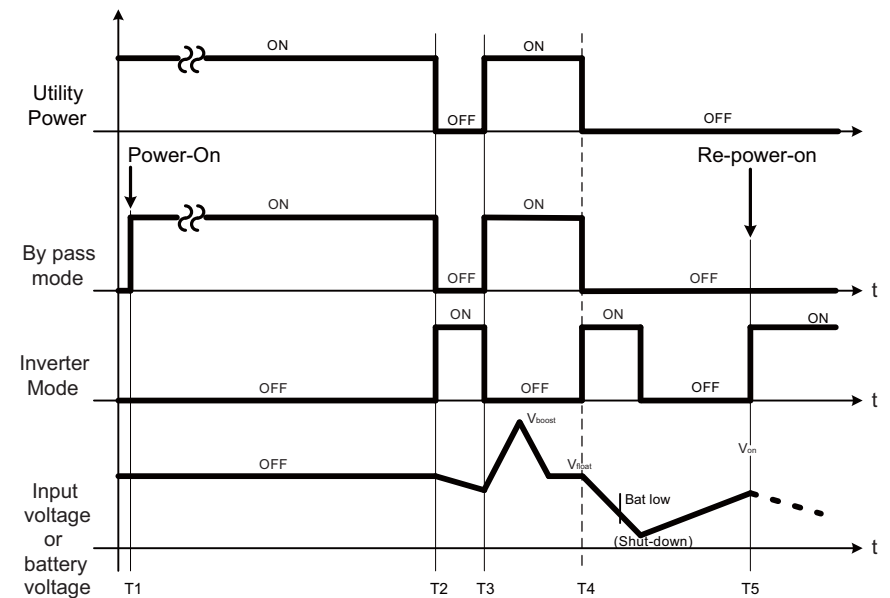 ON
ON
Utility
Power
OFF
OFF
Power-On
Re-power-on
ON
ON
By pass
mode
OFF
OFF
t
ON
ON
ON
Inverter
Mode
OFF
OFF
OFF
t
Vboost
Von
OFF
Vfloat
Input
voltage
or
battery
voltage
Bat low
(Shut-down)
t
T1
T2
T3
T4
T5